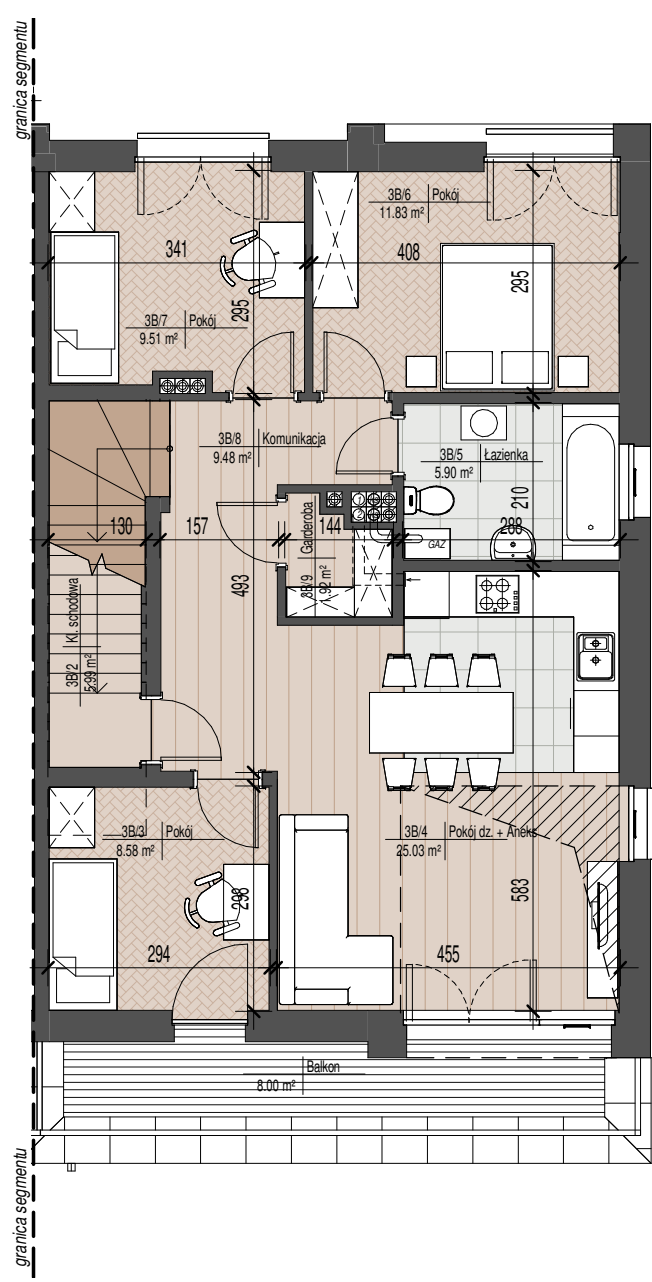 granica segmentu
3B/6 Pokój
11.83 m²
341
408
295
295
3B/7 Pokój
9.51 m²
3B/8 Komunikacja
9.48 m²
3B/5 Łazienka
5.90 m²
210
130
157
144
288
Garderoba
3B/9
1
2
GAZ
493
Kl. schodowa
3B/2
5.99 m²
3B/3 Pokój
8.58 m²
3B/4 Pokój dz. + Aneks
25.03 m²
298
583
294
455
Balkon
8.00 m²
granica segmentu